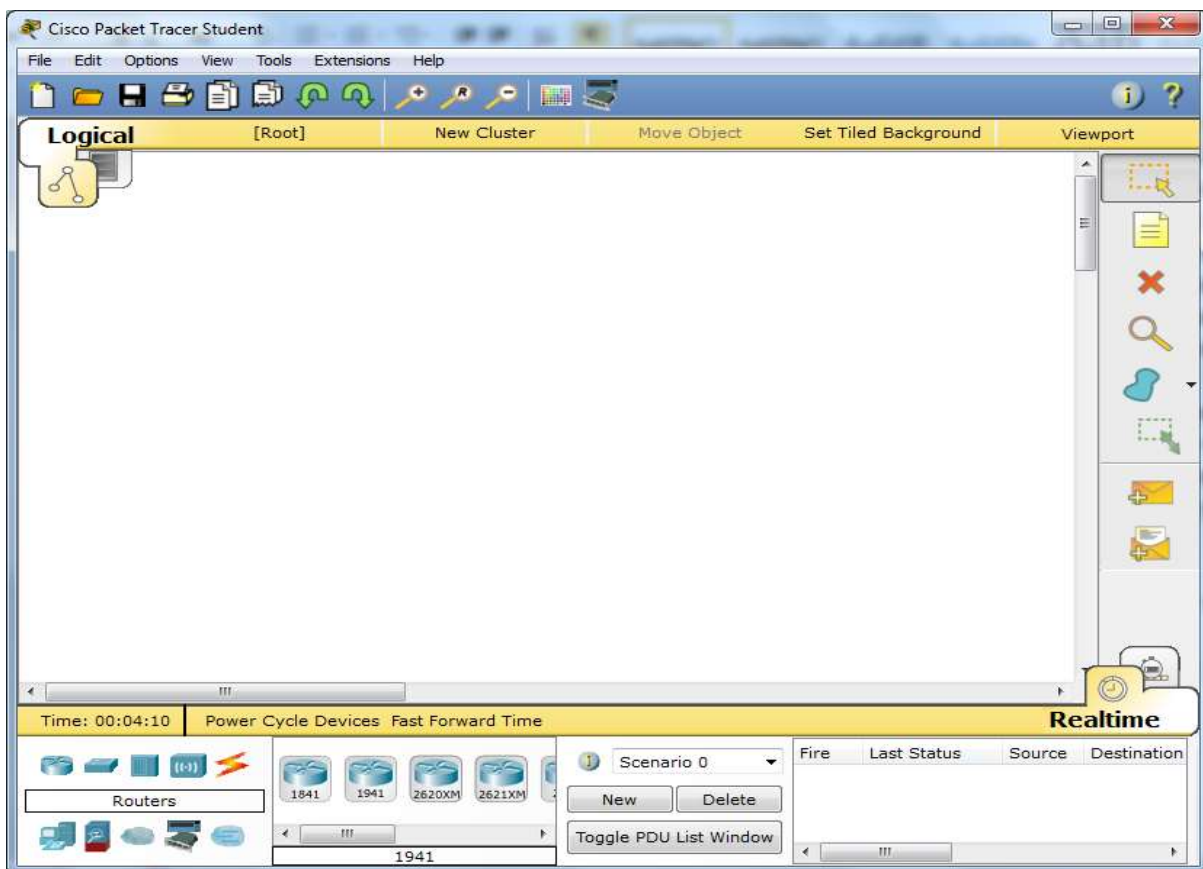 Cisco Packet Tracer Student
File Edit Options View Tools Extensions Help
Logical [Root] New Cluster Move Object Set Tiled Background Viewport
Time: 00:04:10 Power Cycle Devices Fast Forward Time Realtime
Routers
1841 1941 2620XM 2621XM
1941
Scenario 0
New Delete
Toggle PDU List Window
Fire Last Status Source Destination